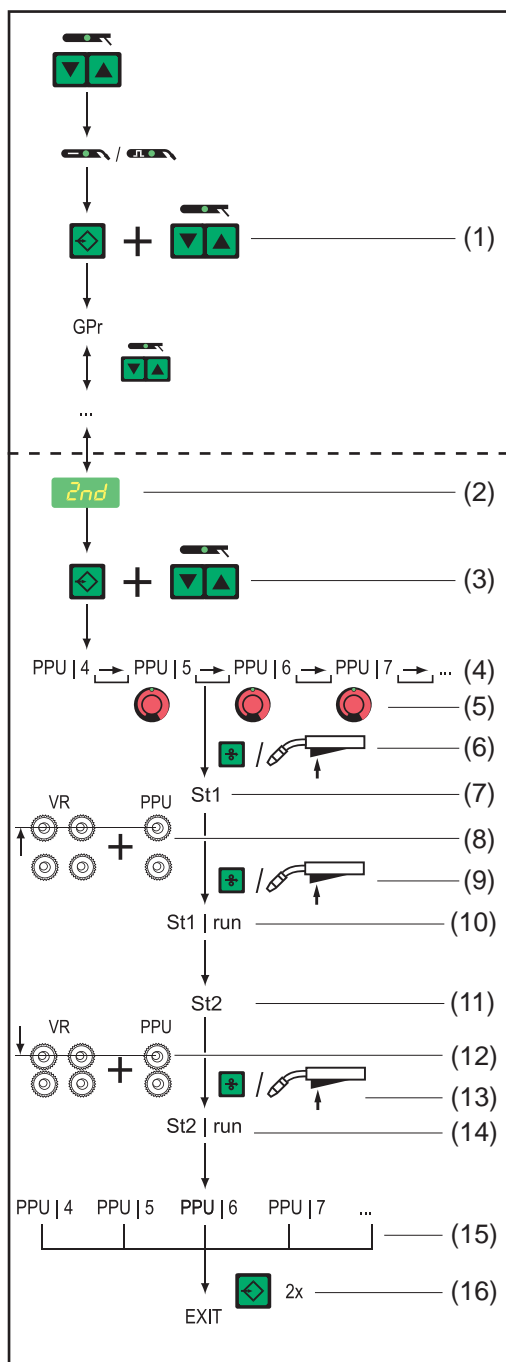 /
+ (1)
GPr
...
2nd (2)
+ (3)
PPU | 4 PPU | 5 PPU | 6 PPU | 7 ... (4)
(5)
/ (6)
St1 (7)
VR PPU
+ (8)
/ (9)
St1 | run (10)
St2 (11)
VR PPU
+ (12)
/ (13)
St2 | run (14)
PPU | 4 PPU | 5 PPU | 6 PPU | 7 ...
(15)
2x (16)
EXIT